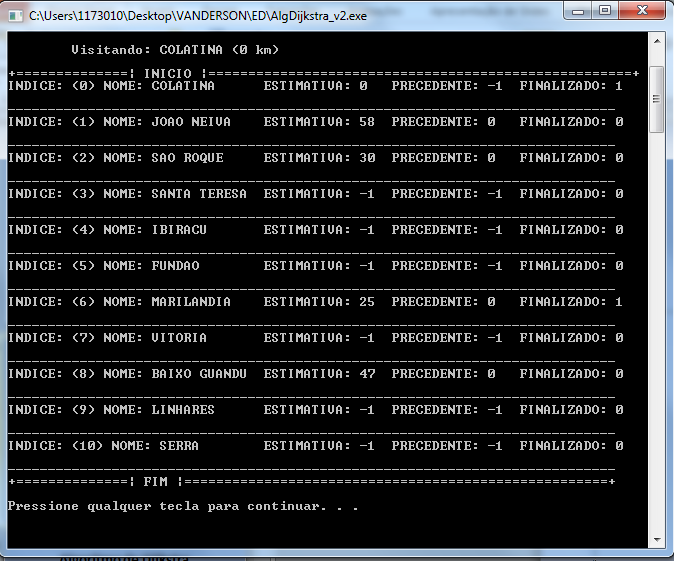 C:\Users\1173010\Desktop\VANDERSON\ED\AlgDijkstra_v2.exe
Visitando: COLATINA (0 km)
+==============¦ INICIO ¦=====================================================+
INDICE: (0) NOME: COLATINA ESTIMATIVA: 0 PRECEDENTE: -1 FINALIZADO: 1
INDICE: (1) NOME: JOAO NEIVA ESTIMATIVA: 58 PRECEDENTE: 0 FINALIZADO: 0
INDICE: (2) NOME: SAO ROQUE ESTIMATIVA: 30 PRECEDENTE: 0 FINALIZADO: 0
INDICE: (3) NOME: SANTA TERESA ESTIMATIVA: -1 PRECEDENTE: -1 FINALIZADO: 0
INDICE: (4) NOME: IBIRACU ESTIMATIVA: -1 PRECEDENTE: -1 FINALIZADO: 0
INDICE: (5) NOME: FUNDAO ESTIMATIVA: -1 PRECEDENTE: -1 FINALIZADO: 0
INDICE: (6) NOME: MARILANDIA ESTIMATIVA: 25 PRECEDENTE: 0 FINALIZADO: 1
INDICE: (7) NOME: VITORIA ESTIMATIVA: -1 PRECEDENTE: -1 FINALIZADO: 0
INDICE: (8) NOME: BAIXO GUANDU ESTIMATIVA: 47 PRECEDENTE: 0 FINALIZADO: 0
INDICE: (9) NOME: LINHARES ESTIMATIVA: -1 PRECEDENTE: -1 FINALIZADO: 0
INDICE: (10) NOME: SERRA ESTIMATIVA: -1 PRECEDENTE: -1 FINALIZADO: 0
+==============¦ FIM ¦=====================================================+
Pressione qualquer tecla para continuar. . .